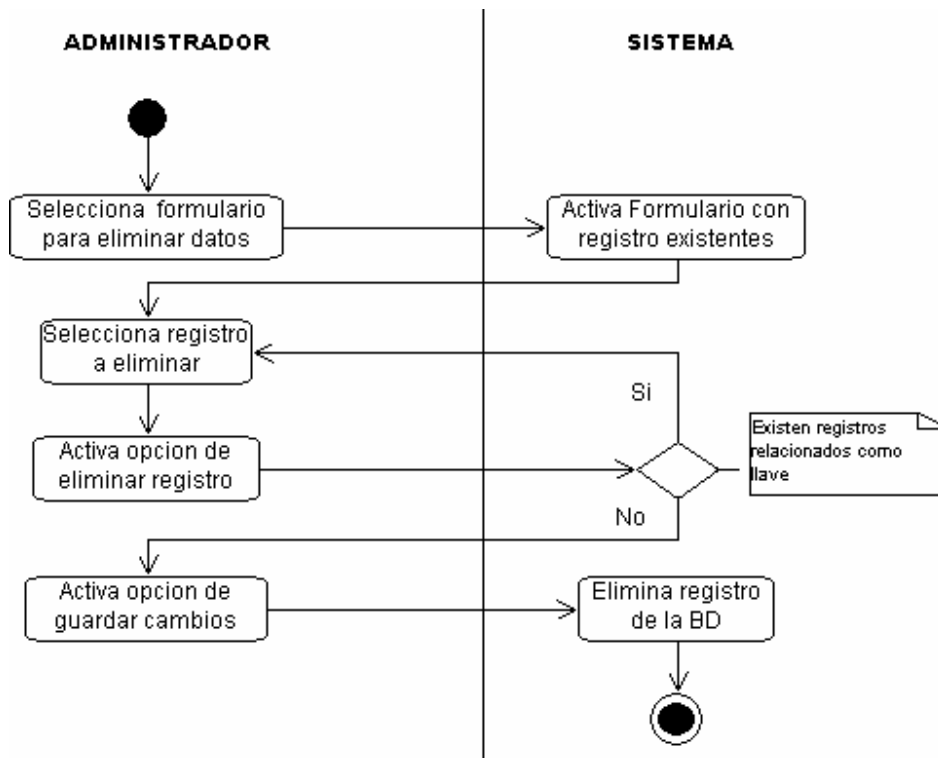 ADMINISTRADOR
SISTEMA
Selecciona formulario
para eliminar datos
Activa Formulario con
registro existentes
Selecciona registro
a eliminar
Si
Existen registros
relacionados como
llave
Activa opcion de
eliminar registro
No
Activa opcion de
guardar cambios
Elimina registro
de la BD